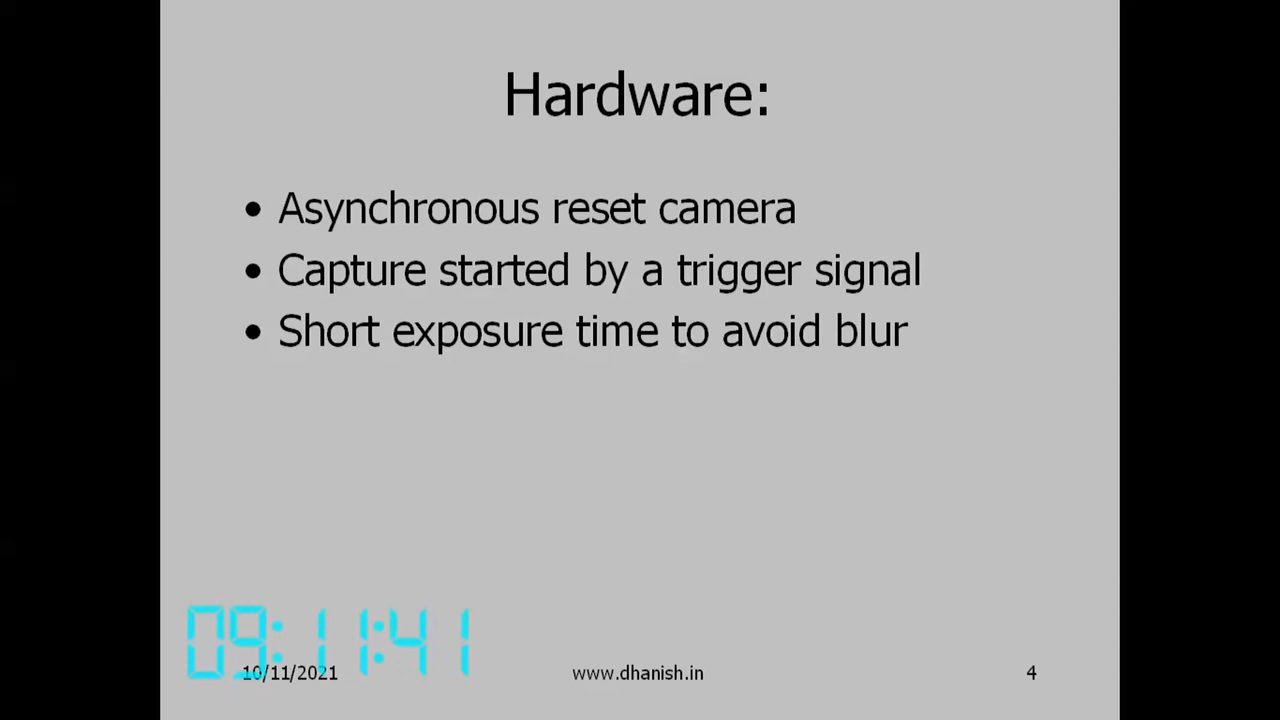 Hardware:
• Asynchronous reset camera
• Capture started by a trigger signal
• Short exposure time to avoid blur
09:11:41
10/11/2021 www.dhanish.in 4